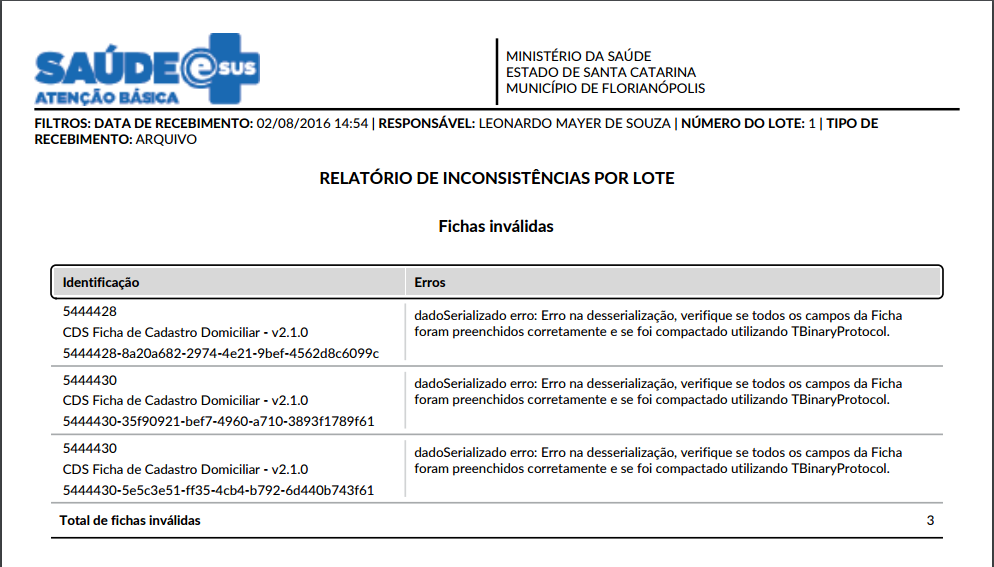 SAÚDE e SUS
ATENÇÃO BÁSICA
MINISTÉRIO DA SAÚDE
ESTADO DE SANTA CATARINA
MUNICÍPIO DE FLORIANÓPOLIS
FILTROS: DATA DE RECEBIMENTO: 02/08/2016 14:54 | RESPONSÁVEL: LEONARDO MAYER DE SOUZA | NÚMERO DO LOTE: 1 | TIPO DE
RECEBIMENTO: ARQUIVO
RELATÓRIO DE INCONSISTÊNCIAS POR LOTE
Fichas inválidas
Identificação Erros
5444428
CDS Ficha de Cadastro Domiciliar - v2.1.0
5444428-8a20a682-2974-4e21-9bef-4562d8c6099c
dadoSerializado erro: Erro na desserialização, verifique se todos os campos da Ficha
foram preenchidos corretamente e se foi compactado utilizando TBinaryProtocol.
5444430
CDS Ficha de Cadastro Domiciliar - v2.1.0
5444430-35f90921-bef7-4960-a710-3893f1789f61
dadoSerializado erro: Erro na desserialização, verifique se todos os campos da Ficha
foram preenchidos corretamente e se foi compactado utilizando TBinaryProtocol.
5444430
CDS Ficha de Cadastro Domiciliar - v2.1.0
5444430-5e5c3e51-ff35-4cb4-b792-6d440b743f61
dadoSerializado erro: Erro na desserialização, verifique se todos os campos da Ficha
foram preenchidos corretamente e se foi compactado utilizando TBinaryProtocol.
Total de fichas inválidas 3